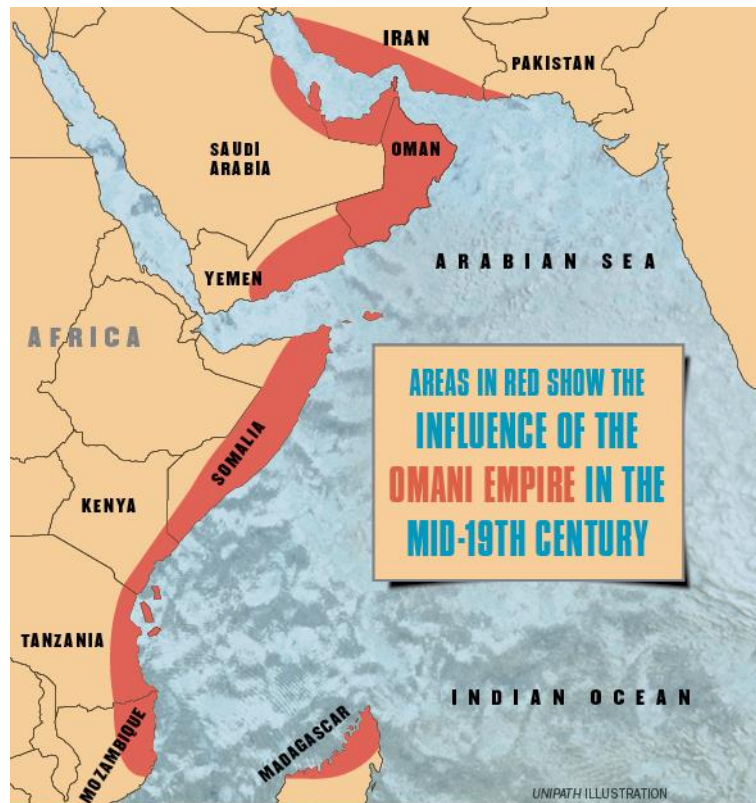 IRAN
PAKISTAN
SAUDI
ARABIA
OMAN
YEMEN
ARABIAN SEA
AFRICA
AREAS IN RED SHOW THE
INFLUENCE OF THE
OMANI EMPIRE IN THE
MID-19TH CENTURY
SOMALIA
KENYA
TANZANIA
INDIAN OCEAN
MOZAMBIQUE
MADAGASCAR
UNIPATH ILLUSTRATION